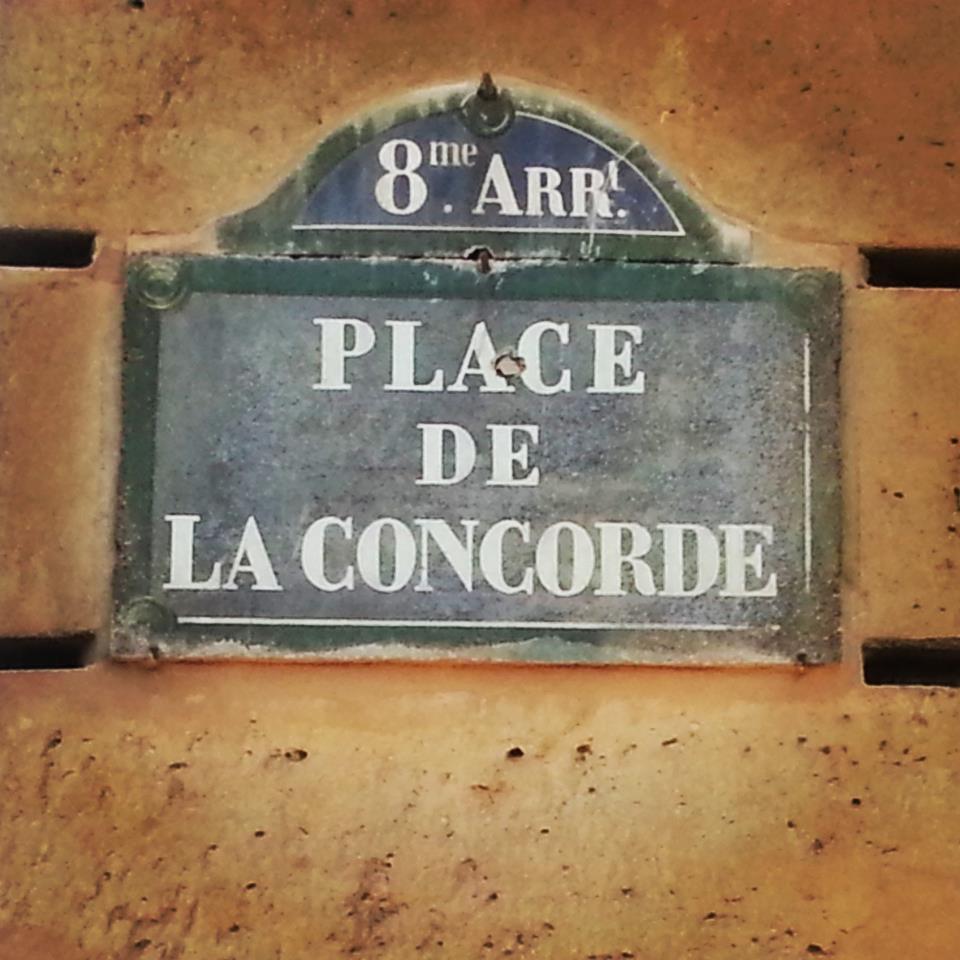 8me. ARRt.
PLACE
DE
LA CONCORDE